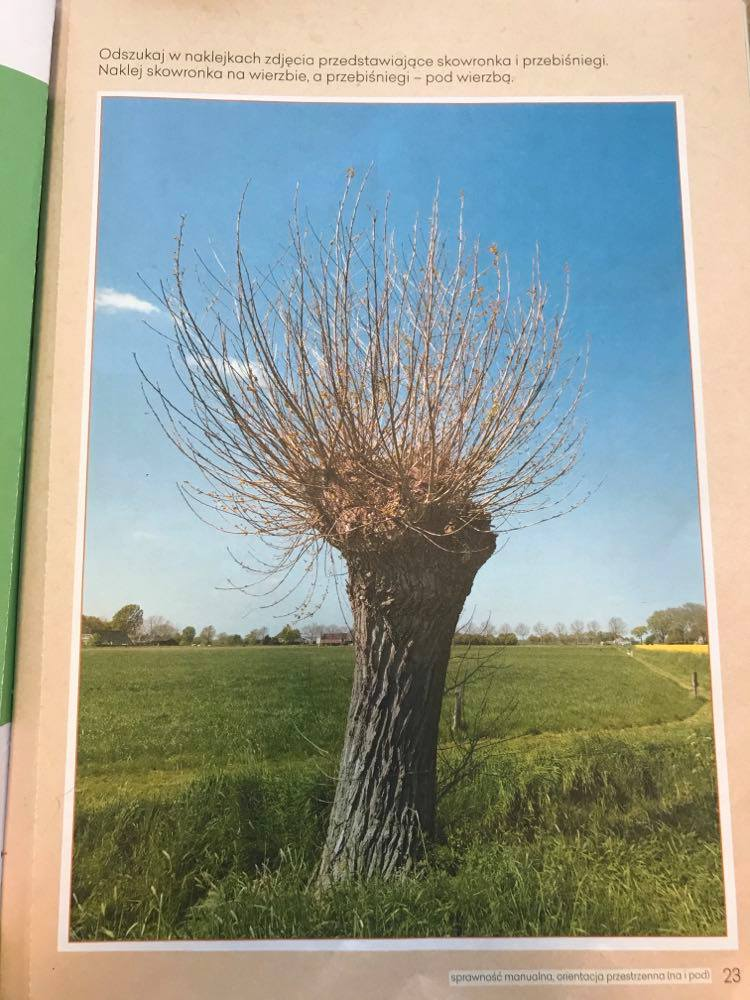 Odszukaj w naklejkach zdjęcia przedstawiające skowronka i przebiśniegi.
Naklej skowronka na wierzbie, a przebiśniegi – pod wierzbą.
sprawność manualna, orientacja przestrzenna (na i pod) 23